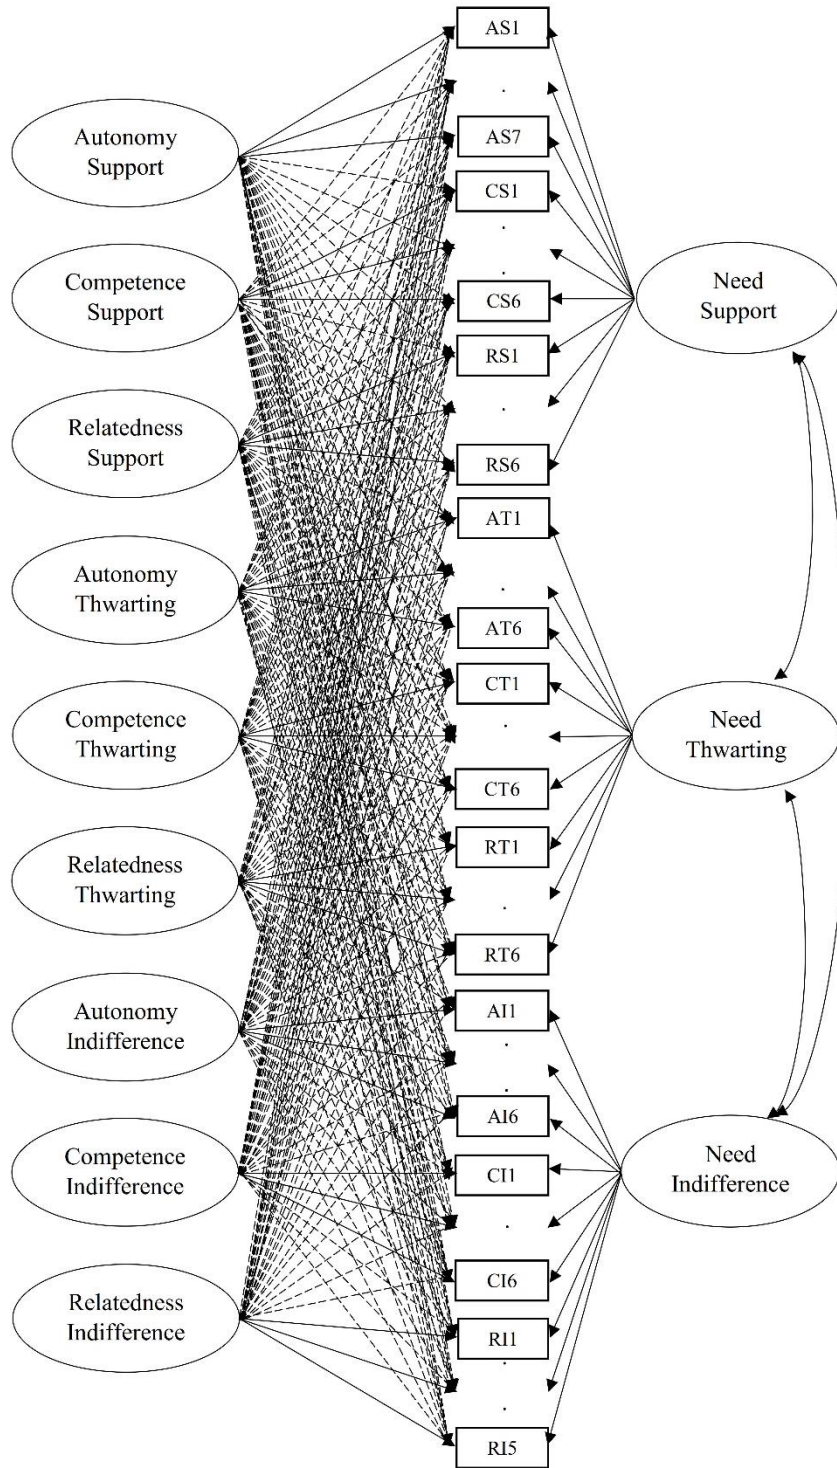 Autonomy
Support
Competence
Support
Relatedness
Support
Autonomy
Thwarting
Competence
Thwarting
Relatedness
Thwarting
Autonomy
Indifference
Competence
Indifference
Relatedness
Indifference
AS1
AS7
CS1
CS6
RS1
RS6
AT1
AT6
CT1
CT6
RT1
RT6
AI1
AI6
CI1
CI6
RI1
RI5
Need
Support
Need
Thwarting
Need
Indifference